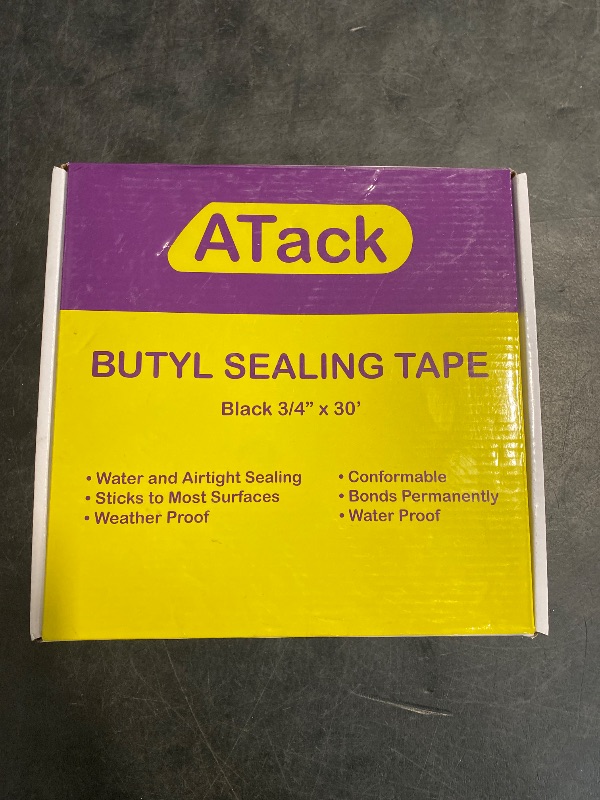 ATack
BUTYL SEALING TAPE
Black 3/4” x 30’
• Water and Airtight Sealing
• Sticks to Most Surfaces
• Weather Proof
• Conformable
• Bonds Permanently
• Water Proof